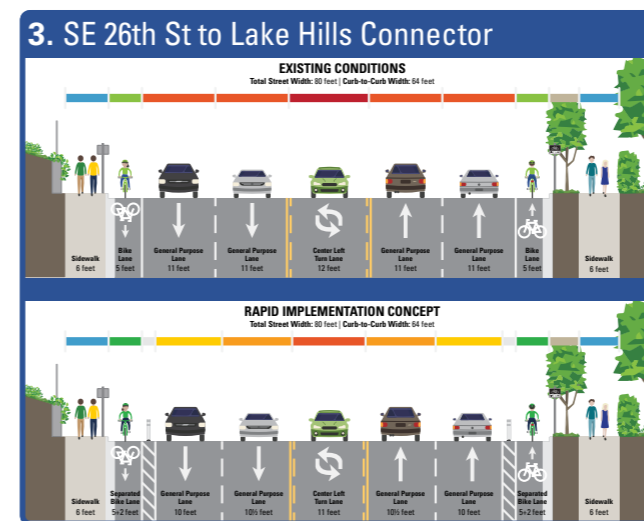 3. SE 26th St to Lake Hills Connector
EXISTING CONDITIONS
Total Street Width: 80 feet | Curb-to-Curb Width: 64 feet
Sidewalk
6 feet
Bike
Lane
5 feet
General Purpose
Lane
11 feet
General Purpose
Lane
11 feet
Center Left
Turn Lane
12 feet
General Purpose
Lane
11 feet
General Purpose
Lane
11 feet
Bike
Lane
5 feet
Sidewalk
6 feet
RAPID IMPLEMENTATION CONCEPT
Total Street Width: 80 feet | Curb-to-Curb Width: 64 feet
Sidewalk
6 feet
Separated
Bike Lane
5+2 feet
General Purpose
Lane
10 feet
General Purpose
Lane
10½ feet
Center Left
Turn Lane
11 feet
General Purpose
Lane
10½ feet
General Purpose
Lane
10 feet
Separated
Bike Lane
5+2 feet
Sidewalk
6 feet